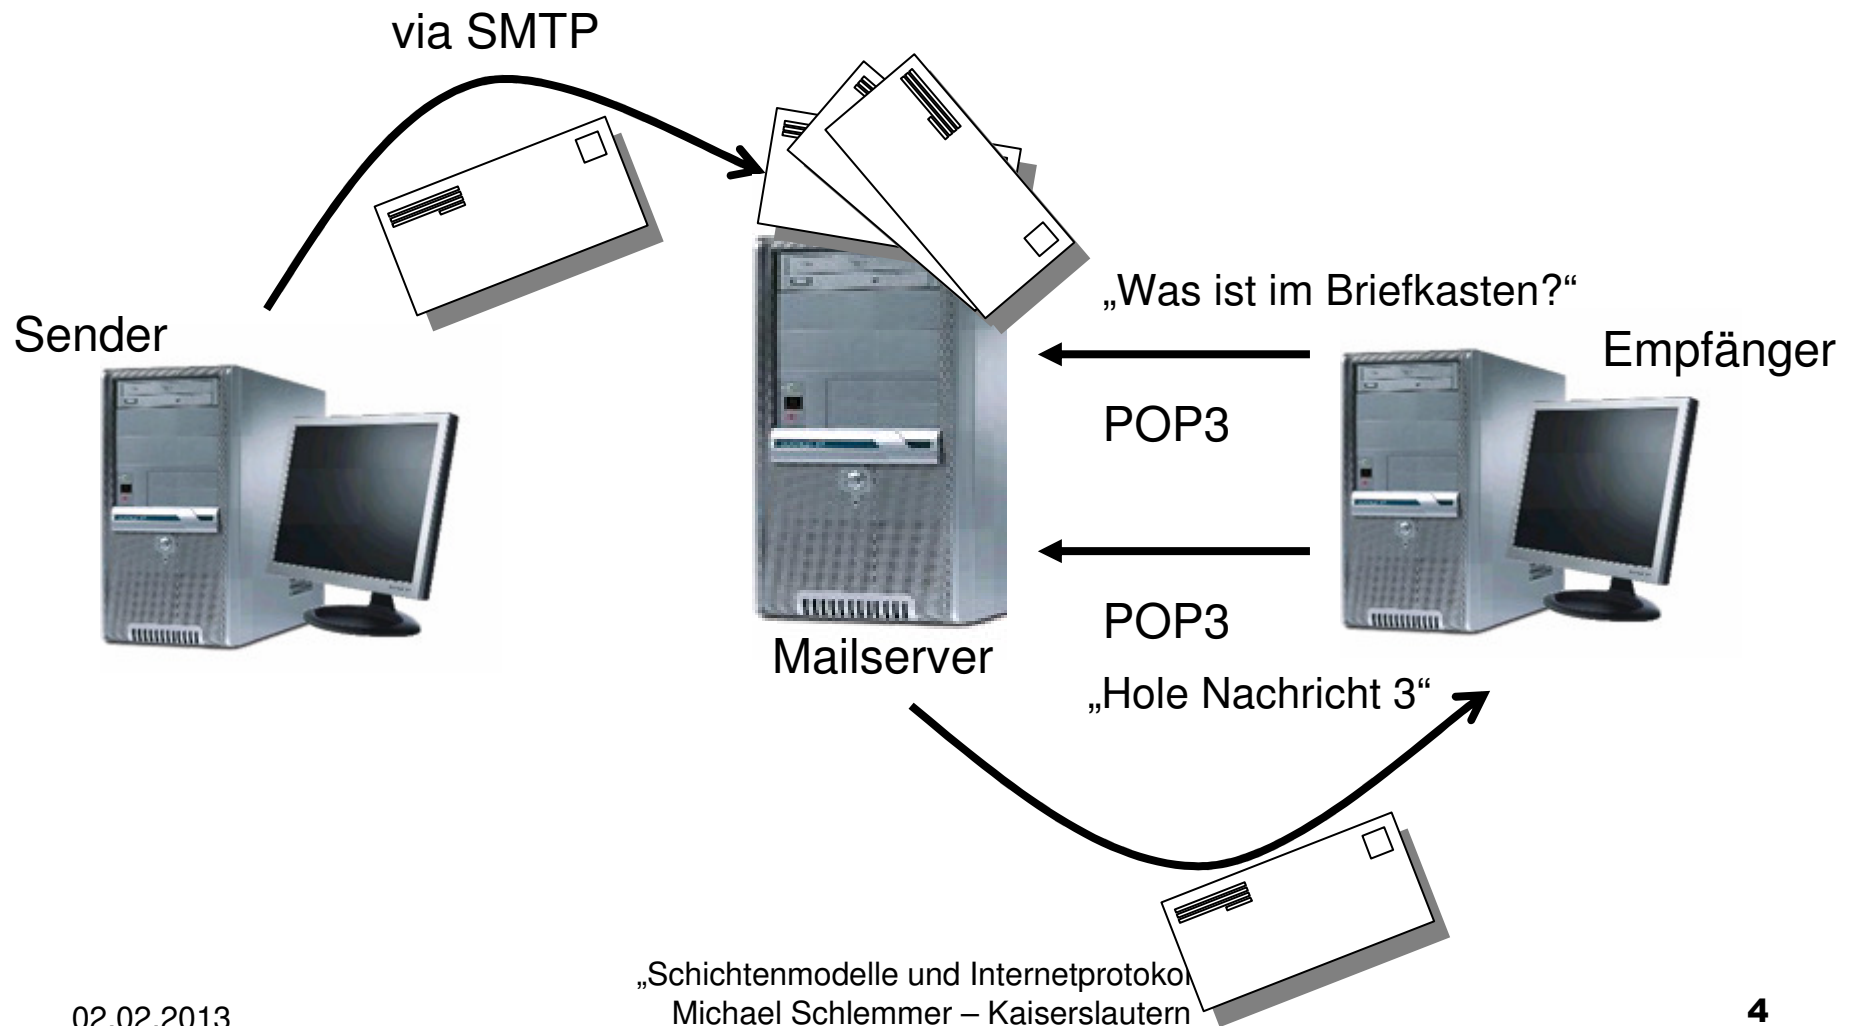 via SMTP
„Was ist im Briefkasten?“
Sender
Empfänger
POP3
POP3
Mailserver
„Hole Nachricht 3“
„Schichtenmodelle und
Michael Schlemmer – Kaiserslautern
02.02.2013
4